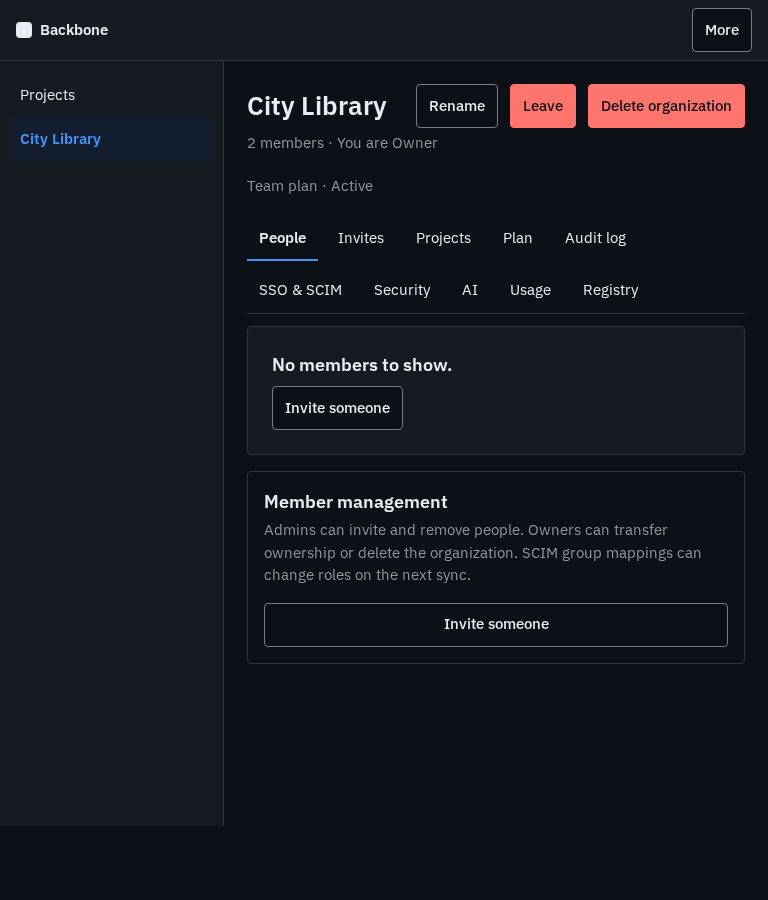 Backbone
More
Projects
City Library
City Library
Rename
Leave
Delete organization
2 members · You are Owner
Team plan · Active
People
Invites
Projects
Plan
Audit log
SSO & SCIM
Security
AI
Usage
Registry
No members to show.
Invite someone
Member management
Admins can invite and remove people. Owners can transfer
ownership or delete the organization. SCIM group mappings can
change roles on the next sync.
Invite someone